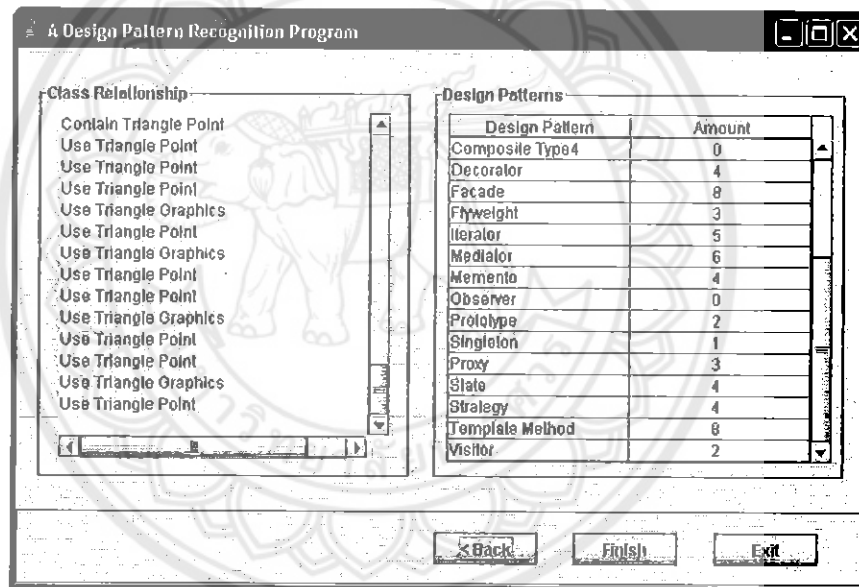 A Design Pattern Recognition Program
Class Relationship
Contain Triangle Point
Use Triangle Point
Use Triangle Point
Use Triangle Point
Use Triangle Graphics
Use Triangle Point
Use Triangle Graphics
Use Triangle Point
Use Triangle Point
Use Triangle Graphics
Use Triangle Point
Use Triangle Point
Use Triangle Graphics
Use Triangle Point
Design Patterns
Design Pattern Amount
Composite Type4 0
Decorator 4
Facade 8
Flyweight 3
Iterator 5
Mediator 6
Memento 4
Observer 0
Prototype 2
Singleton 1
Proxy 3
State 4
Strategy 4
Template Method 8
Visitor 2
< Back Finish Exit